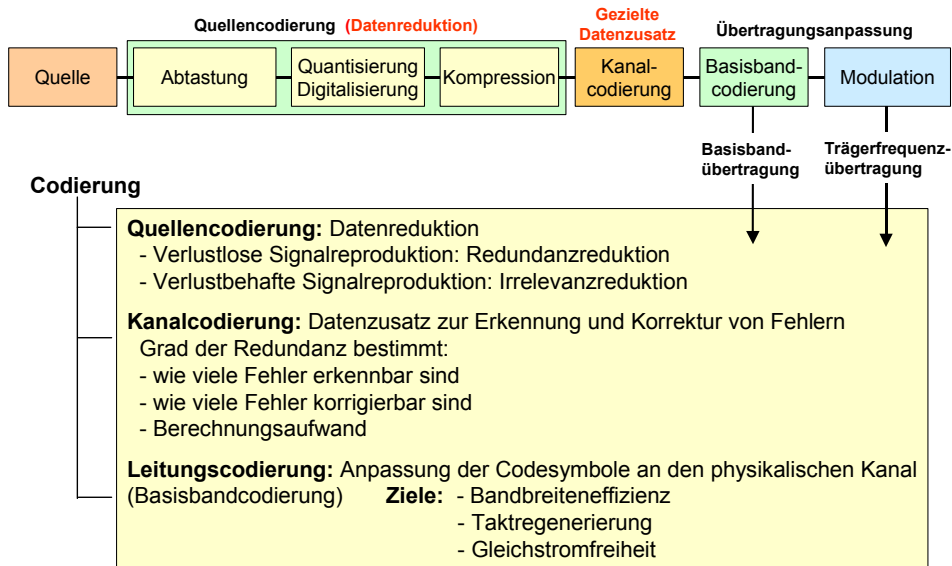 Quellencodierung (Datenreduktion)
Gezielte
Datenzusatz
Übertragungsanpassung
Quelle
Abtastung
Quantisierung
Digitalisierung
Kompression
Kanal-
codierung
Basisband-
codierung
Modulation
Basisband-
übertragung
Trägerfrequenz-
übertragung
Codierung
Quellencodierung: Datenreduktion
- Verlustlose Signalreproduktion: Redundanzreduktion
- Verlustbehafte Signalreproduktion: Irrelevanzreduktion
Kanalcodierung: Datenzusatz zur Erkennung und Korrektur von Fehlern
Grad der Redundanz bestimmt:
- wie viele Fehler erkennbar sind
- wie viele Fehler korrigierbar sind
- Berechnungsaufwand
Leitungscodierung: Anpassung der Codesymbole an den physikalischen Kanal
(Basisbandcodierung) Ziele: - Bandbreiteneffizienz
- Taktregenerierung
- Gleichstromfreiheit